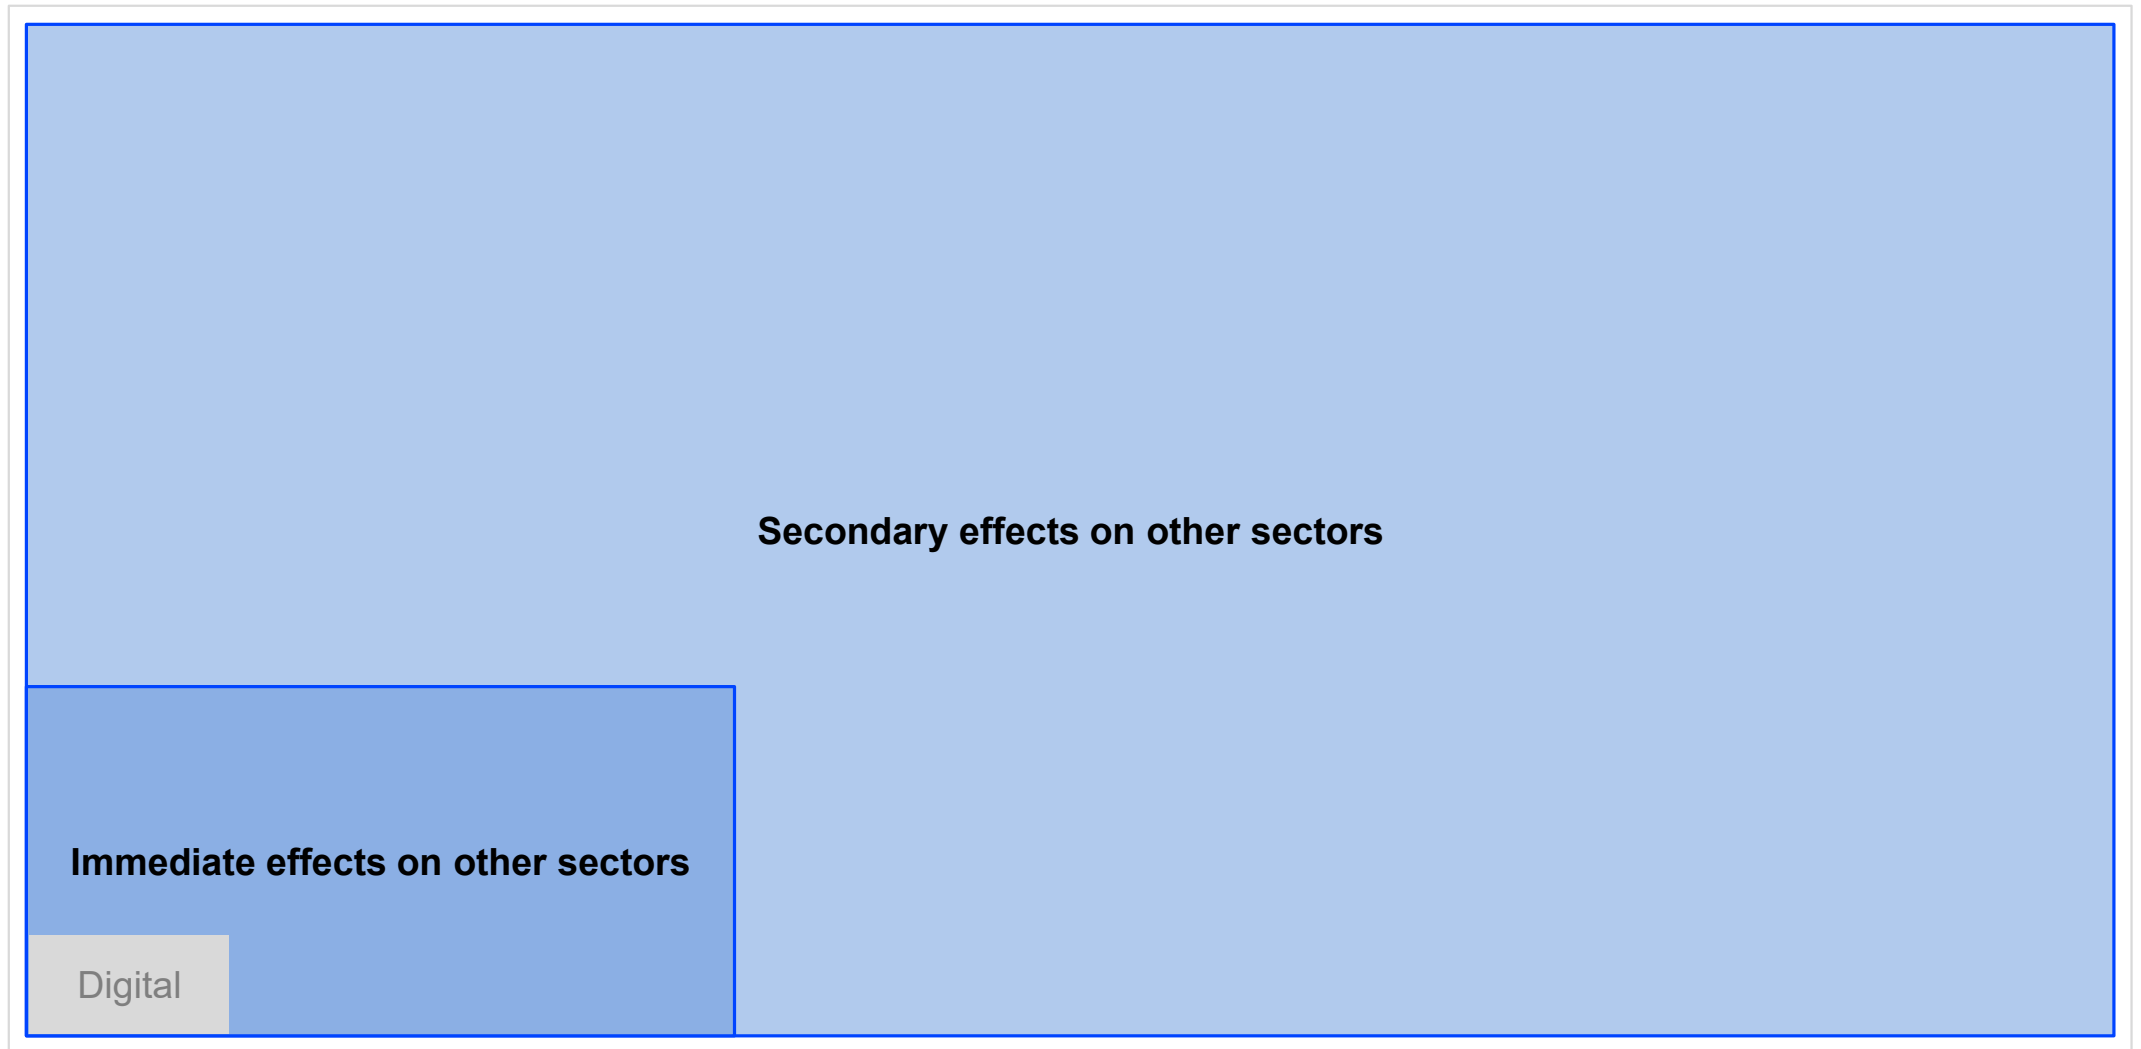 Secondary effects on other sectors
Immediate effects on other sectors
Digital